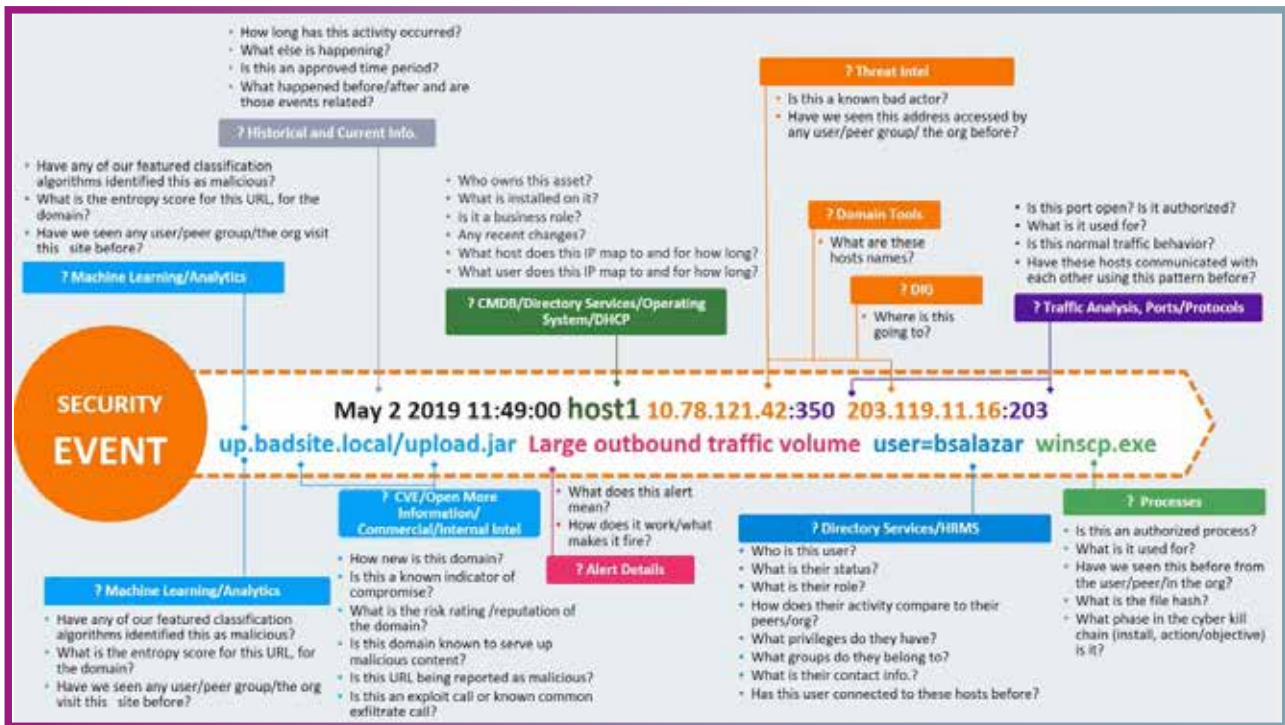 • How long has this activity occurred?
• What else is happening?
• Is this an approved time period?
• What happened before/after and are
those events related?
? Historical and Current Info.
• Have any of our featured classification
algorithms identified this as malicious?
• What is the entropy score for this URL, for the
domain?
• Have we seen any user/peer group/the org visit
this site before?
? Machine Learning/Analytics
• Who owns this asset?
• What is installed on it?
• Is it a business role?
• Any recent changes?
• What host does this IP map to and for how long?
• What user does this IP map to and for how long?
? CMDB/Directory Services/Operating
System/DHCP
? Threat Intel
• Is this a known bad actor?
• Have we seen this address accessed by
any user/peer group/ the org before?
? Domain Tools
• What are these
hosts names?
? DIG
• Where is this
going to?
• Is this port open? Is it authorized?
• What is it used for?
• Is this normal traffic behavior?
• Have these hosts communicated with
each other using this pattern before?
? Traffic Analysis, Ports/Protocols
SECURITY
EVENT
May 2 2019 11:49:00 host1 10.78.121.42:350 203.119.11.16:203
up.badsite.local/upload.jar Large outbound traffic volume user=bsalazar winscp.exe
? Machine Learning/Analytics
• Have any of our featured classification
algorithms identified this as malicious?
• What is the entropy score for this URL, for
the domain?
• Have we seen any user/peer group/the org
visit this site before?
? CVE/Open More
Information/
Commercial/Internal Intel
• How new is this domain?
• Is this a known indicator of
compromise?
• What is the risk rating /reputation of
the domain?
• Is this domain known to serve up
malicious content?
• Is this URL being reported as malicious?
• Is this an exploit call or known common
exfiltrate call?
• What does this alert
mean?
• How does it work/what
makes it fire?
? Alert Details
? Directory Services/HRMS
• Who is this user?
• What is their status?
• What is their role?
• How does their activity compare to their
peers/org?
• What privileges do they have?
• What groups do they belong to?
• What is their contact info.?
• Has this user connected to these hosts before?
? Processes
• Is this an authorized process?
• What is it used for?
• Have we seen this before from
the user/peer/in the org?
• What is the file hash?
• What phase in the cyber kill
chain (install, action/objective)
is it?